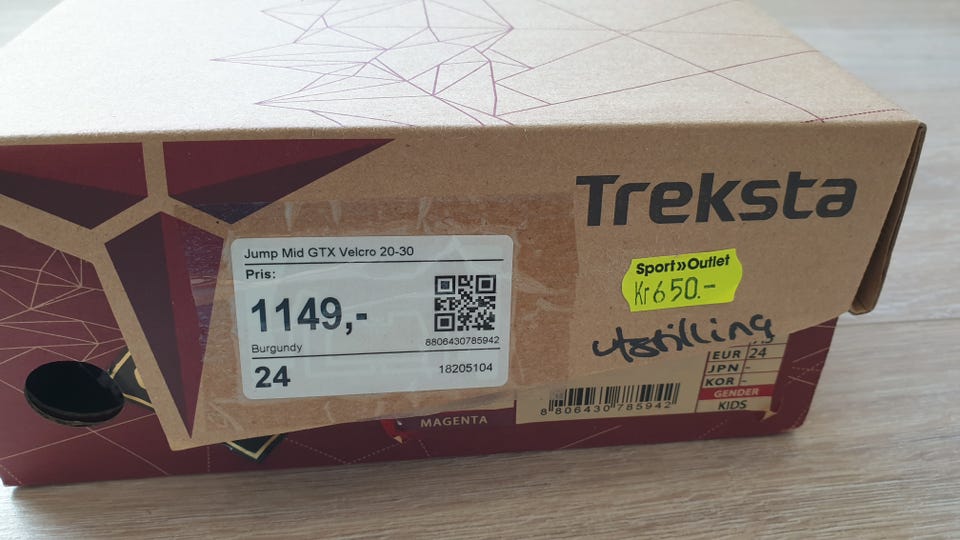 Treksta
Jump Mid GTX Velcro 20-30
Pris:
1149,-
8806430785942
Burgundy
24
18205104
Sport»Outlet
Kr 650.-
utstilling
EUR 24
JPN -
KOR -
GENDER
KIDS
8 806430 785942
MAGENTA